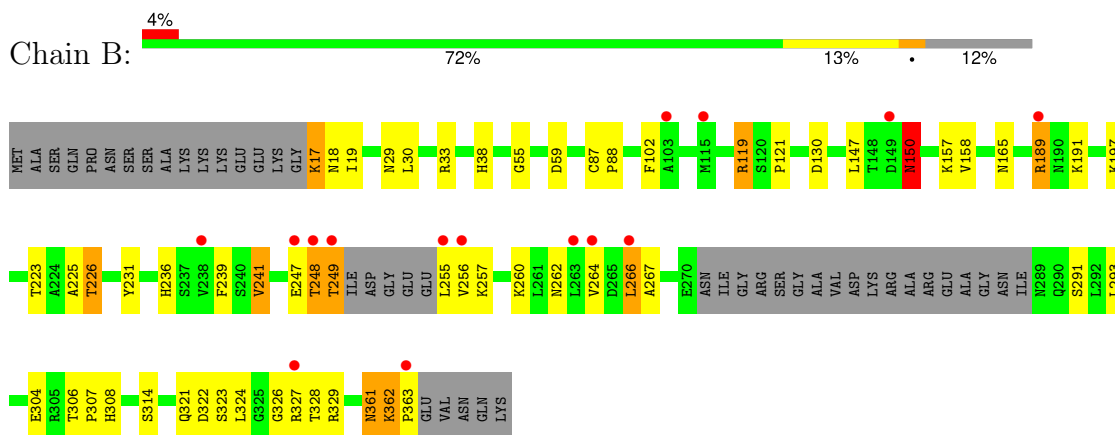 4%
Chain B:
72% 13% • 12%
MET ALA SER GLN PRO ASN SER SER ALA LYS LYS LYS GLU GLU LYS GLY K17 N18 I19 N29 L30 R33 H38 G55 D59 C87 P88 F102 A103 M115 R119 S120 P121 D130 L147 T148 D149 N150 K157 V158 N165 R189 N190 K191 K197
T223 A224 A225 T226 Y231 H236 S237 V238 F239 S240 V241 E247 T248 T249 ILE ASP GLY GLU GLU L255 V256 K257 K260 L261 N262 L263 V264 D265 L266 A267 E270 ASN ILE GLY ARG SER GLY ALA VAL ASP LYS ARG ALA ARG GLU ALA GLY ASN ILE N289 Q290 S291 L292 L293
E304 R305 T306 P307 H308 S314 Q321 D322 S323 L324 G325 G326 R327 T328 R329 N361 K362 P363 GLU VAL ASN GLN LYS